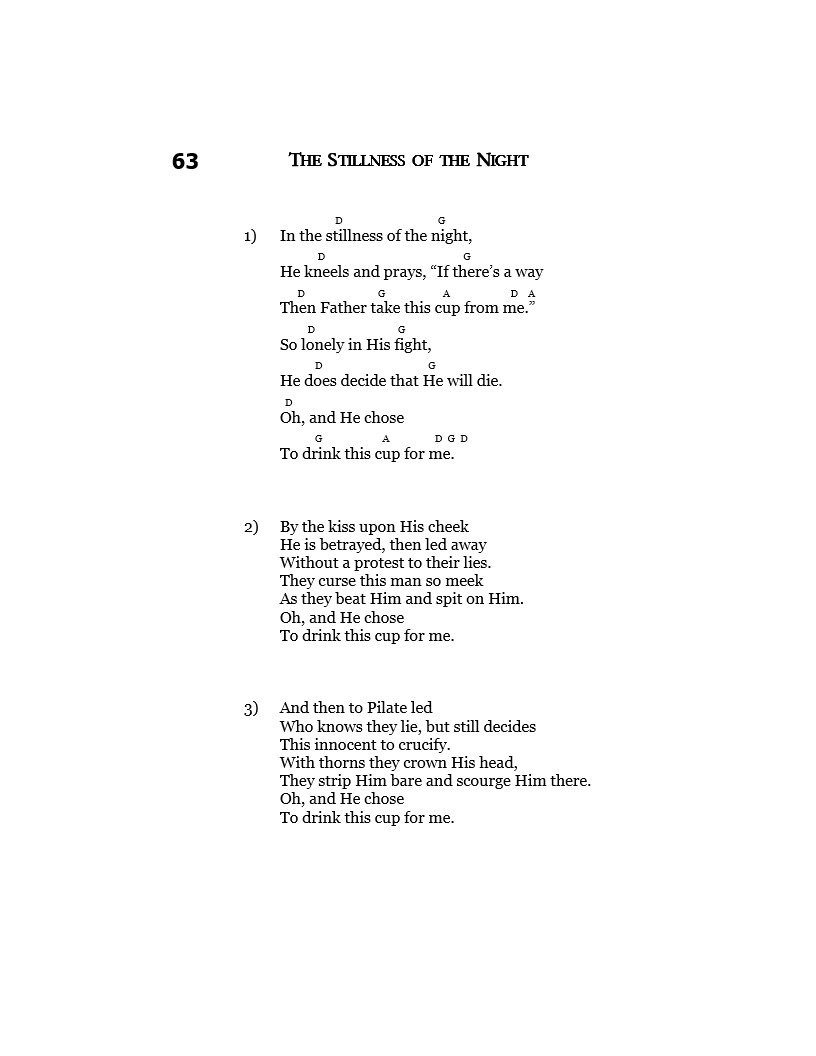 63 THE STILLNESS OF THE NIGHT
D G
1) In the stillness of the night,
D G
He kneels and prays, “If there’s a way
D G A D A
Then Father take this cup from me.”
D G
So lonely in His fight,
D G
He does decide that He will die.
D
Oh, and He chose
G A D G D
To drink this cup for me.
2) By the kiss upon His cheek
He is betrayed, then led away
Without a protest to their lies.
They curse this man so meek
As they beat Him and spit on Him.
Oh, and He chose
To drink this cup for me.
3) And then to Pilate led
Who knows they lie, but still decides
This innocent to crucify.
With thorns they crown His head,
They strip Him bare and scourge Him there.
Oh, and He chose
To drink this cup for me.